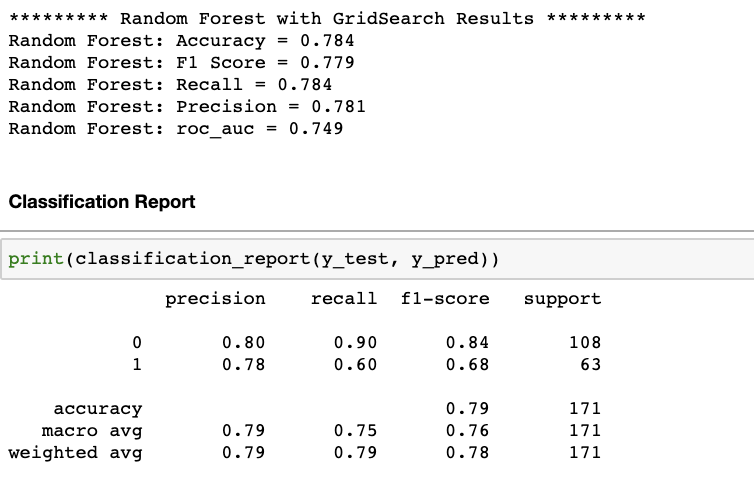 ********* Random Forest with GridSearch Results *********
Random Forest: Accuracy = 0.784
Random Forest: F1 Score = 0.779
Random Forest: Recall = 0.784
Random Forest: Precision = 0.781
Random Forest: roc_auc = 0.749
Classification Report
print(classification_report(y_test, y_pred))
precision recall f1-score support
0 0.80 0.90 0.84 108
1 0.78 0.60 0.68 63
accuracy 0.79 171
macro avg 0.79 0.75 0.76 171
weighted avg 0.79 0.79 0.78 171